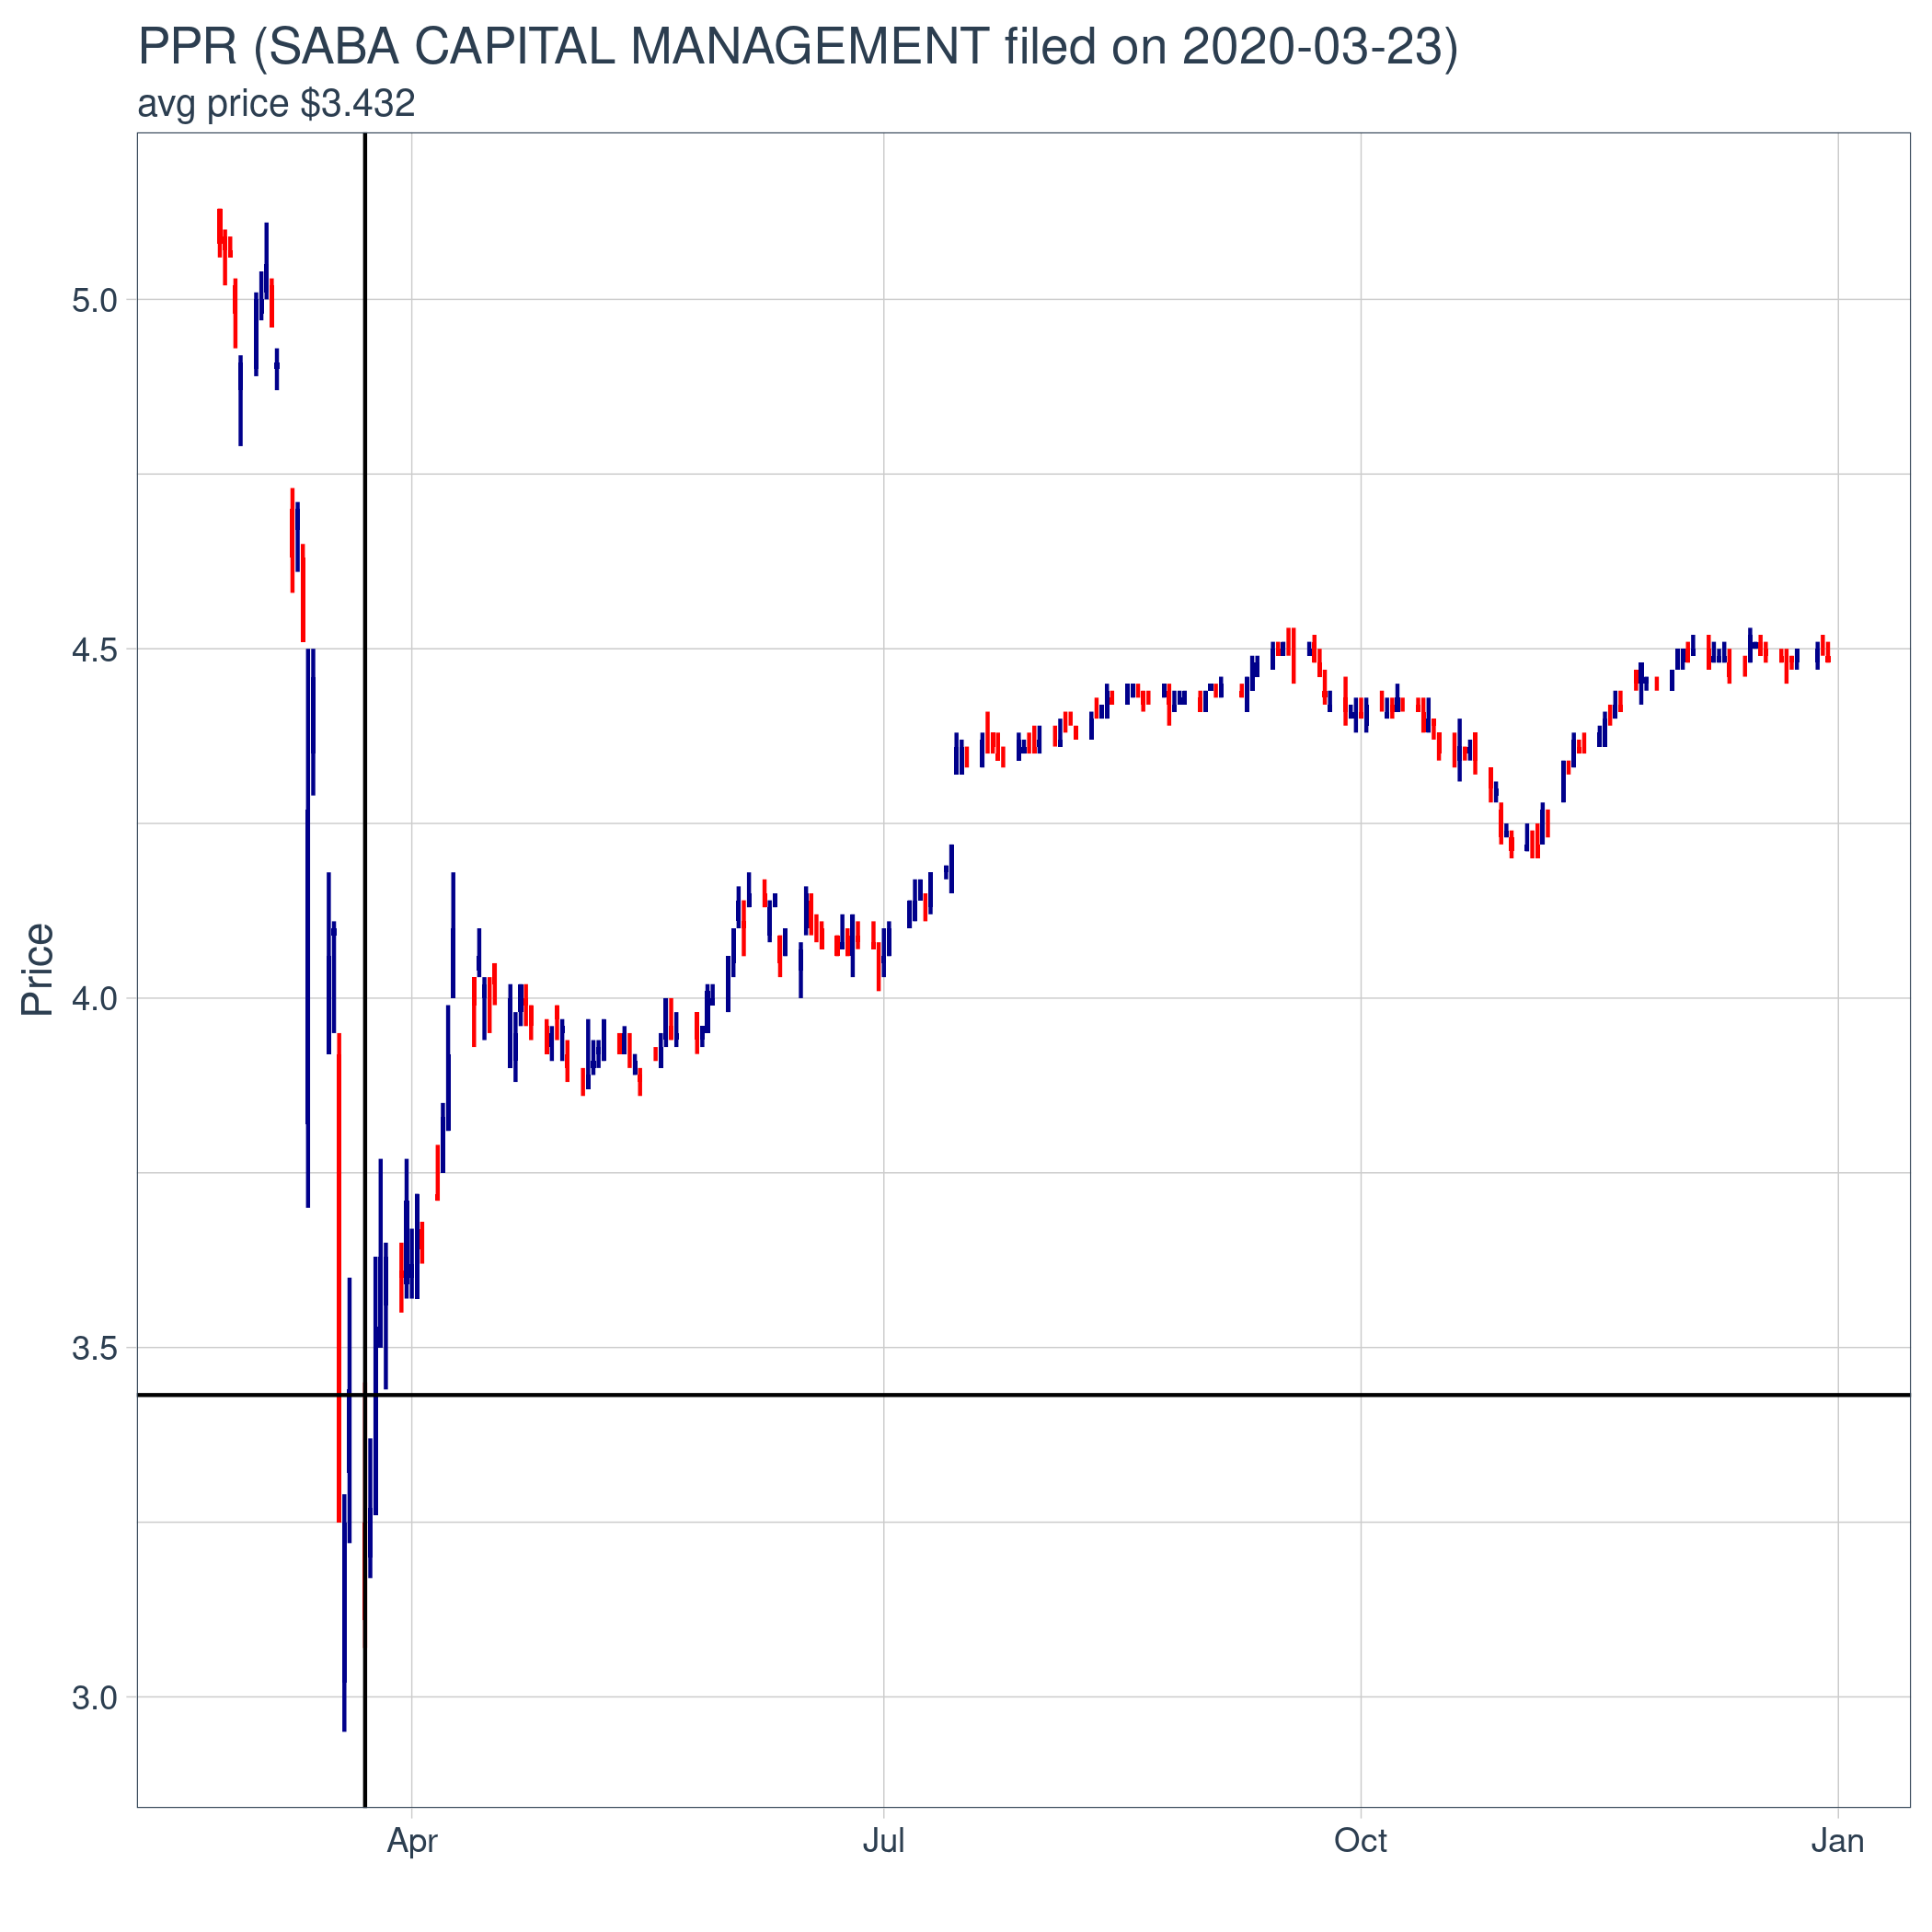 PPR (SABA CAPITAL MANAGEMENT filed on 2020-03-23)
avg price $3.432
Price
5.0
4.5
4.0
3.5
3.0
Apr Jul Oct Jan